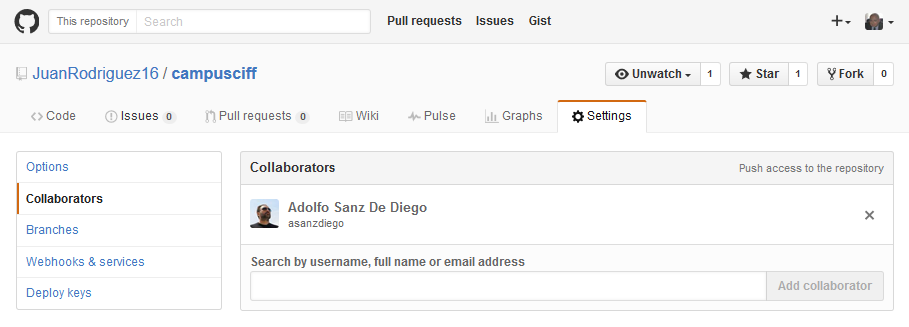 This repository Search Pull requests Issues Gist
JuanRodriguez16 / campusciff Unwatch 1 Star 1 Fork 0
Code Issues 0 Pull requests 0 Wiki Pulse Graphs Settings
Options
Collaborators
Branches
Webhooks & services
Deploy keys
Collaborators Push access to the repository
Adolfo Sanz De Diego
asanzdiego
Search by username, full name or email address
Add collaborator